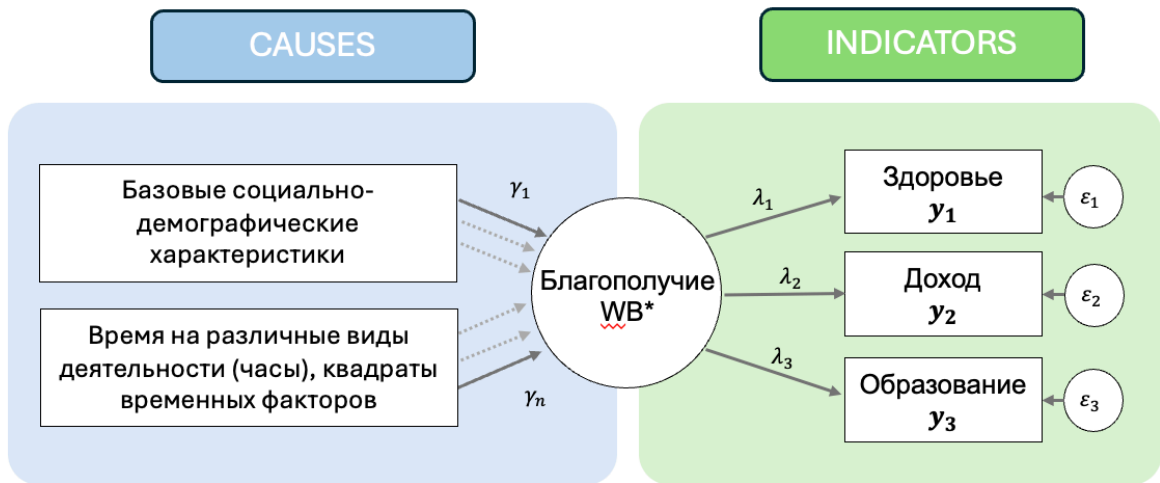 CAUSES
INDICATORS
Базовые социально-
демографические
характеристики
Время на различные виды
деятельности (часы), квадраты
временных факторов
γ₁
γₙ
Благополучие
WB*
λ₁
λ₂
λ₃
Здоровье
y₁
ε₁
Доход
y₂
ε₂
Образование
y₃
ε₃